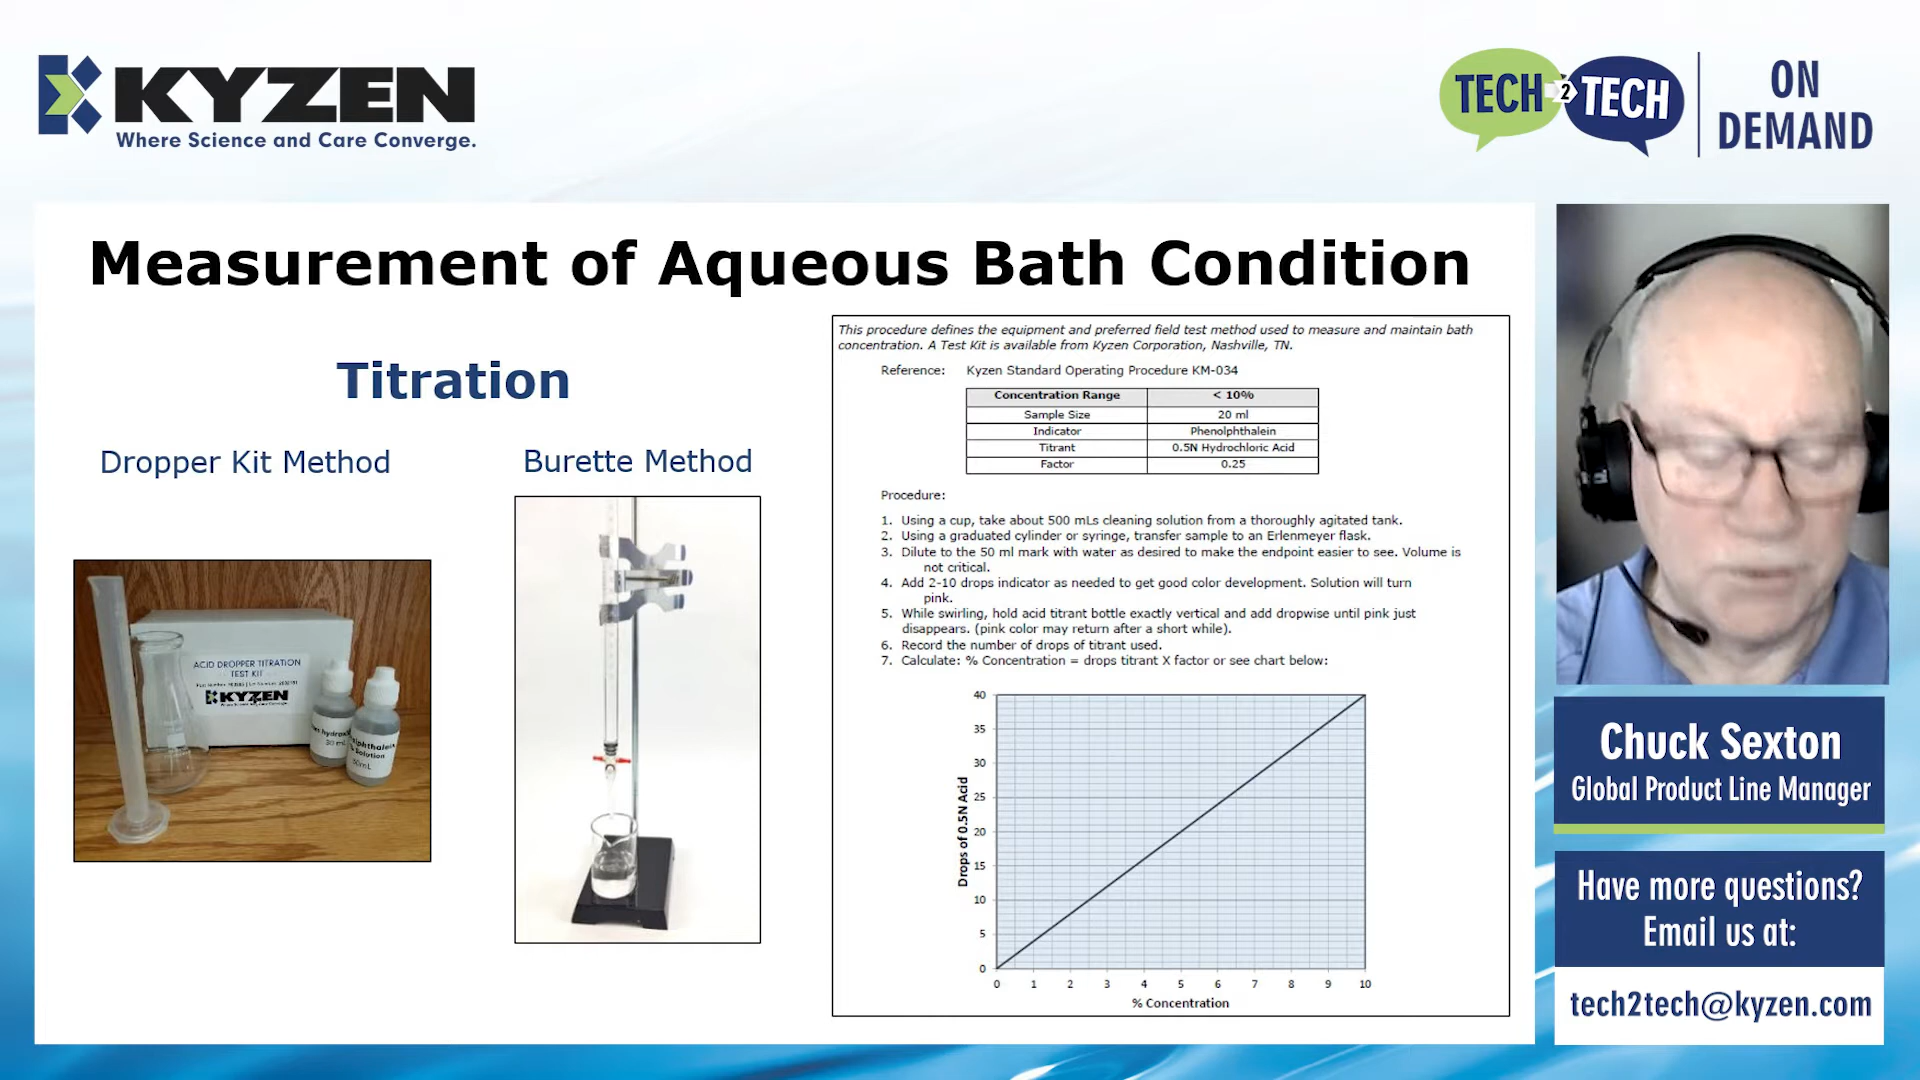 KYZEN
Where Science and Care Converge.
TECH 2 TECH
ON
DEMAND
Measurement of Aqueous Bath Condition
Titration
Dropper Kit Method
Burette Method
ACID DROPPER TITRATION
TEST KIT
KYZEN
30 mL
Solution
This procedure defines the equipment and preferred field test method used to measure and maintain bath
concentration. A Test Kit is available from Kyzen Corporation, Nashville, TN.
Reference: Kyzen Standard Operating Procedure KM-034
Concentration Range < 10%
Sample Size 20 ml
Indicator Phenolphthalein
Titrant 0.5N Hydrochloric Acid
Factor 0.25
Procedure:
1. Using a cup, take about 500 mLs cleaning solution from a thoroughly agitated tank.
2. Using a graduated cylinder or syringe, transfer sample to an Erlenmeyer flask.
3. Dilute to the 50 ml mark with water as desired to make the endpoint easier to see. Volume is
not critical.
4. Add 2-10 drops indicator as needed to get good color development. Solution will turn
pink.
5. While swirling, hold acid titrant bottle exactly vertical and add dropwise until pink just
disappears. (pink color may return after a short while).
6. Record the number of drops of titrant used.
7. Calculate: % Concentration = drops titrant X factor or see chart below:
40
35
30
25
20
15
10
5
0
Drops of 0.5N Acid
0 1 2 3 4 5 6 7 8 9 10
% Concentration
Chuck Sexton
Global Product Line Manager
Have more questions?
Email us at:
tech2tech@kyzen.com